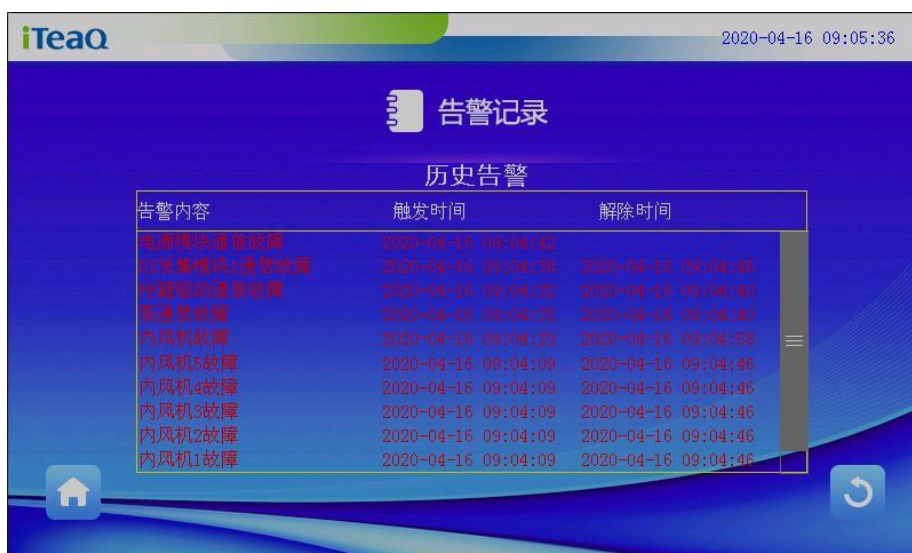 iTeaQ
2020-04-16 09:05:36
告警记录
历史告警
告警内容 触发时间 解除时间
电源模块通信故障 2020-04-16 09:04:42
2020-04-16
通信故障
内风机故障
内风机5故障 2020-04-16 09:04:09 2020-04-16 09:04:46
内风机4故障 2020-04-16 09:04:09 2020-04-16 09:04:46
内风机3故障 2020-04-16 09:04:09 2020-04-16 09:04:46
内风机2故障 2020-04-16 09:04:09 2020-04-16 09:04:46
内风机1故障 2020-04-16 09:04:09 2020-04-16 09:04:46